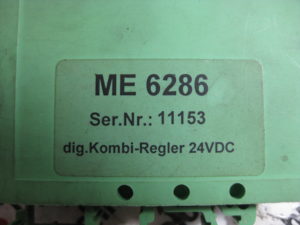 ME 6286
Ser.Nr.: 11153
dig.Kombi-Regler 24VDC